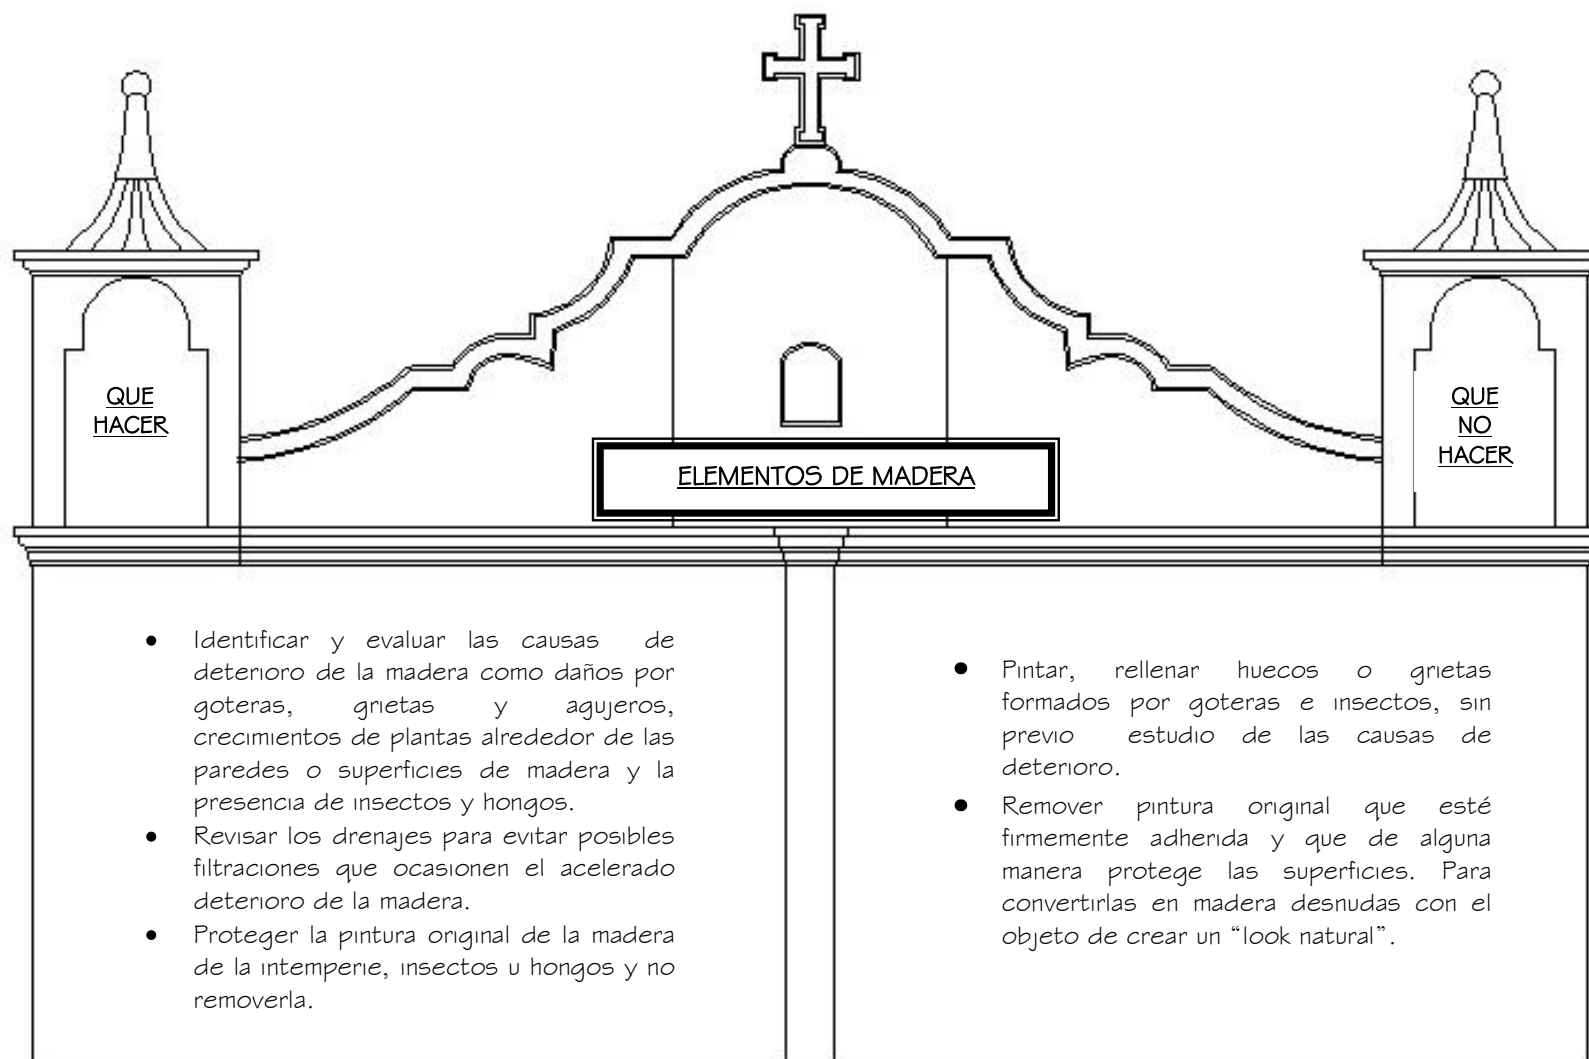 QUE
HACER
QUE
NO
HACER
ELEMENTOS DE MADERA
• Identificar y evaluar las causas de
deterioro de la madera como daños por
goteras, grietas y agujeros,
crecimientos de plantas alrededor de las
paredes o superficies de madera y la
presencia de insectos y hongos.
• Revisar los drenajes para evitar posibles
filtraciones que ocasionen el acelerado
deterioro de la madera.
• Proteger la pintura original de la madera
de la intemperie, insectos u hongos y no
removerla.
• Pintar, rellenar huecos o grietas
formados por goteras e insectos, sin
previo estudio de las causas de
deterioro.
• Remover pintura original que esté
firmemente adherida y que de alguna
manera protege las superficies. Para
convertirlas en madera desnudas con el
objeto de crear un “look natural”.